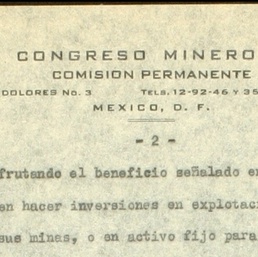 CONGRESO MINERO
COMISION PERMANENTE
DOLORES No. 3 TELS. 12-92-46 Y 35
MEXICO, D. F.
- 2 -
frutando el beneficio señalado en
en hacer inversiones en explotaci
sus minas, o en activo fijo para